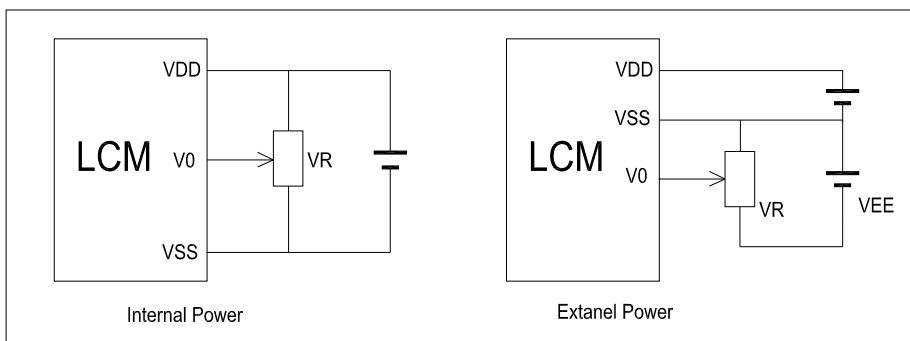 VDD
LCM
V0
VR
VSS
Internal Power
VDD
VSS
LCM
V0
VR
VEE
Extanel Power